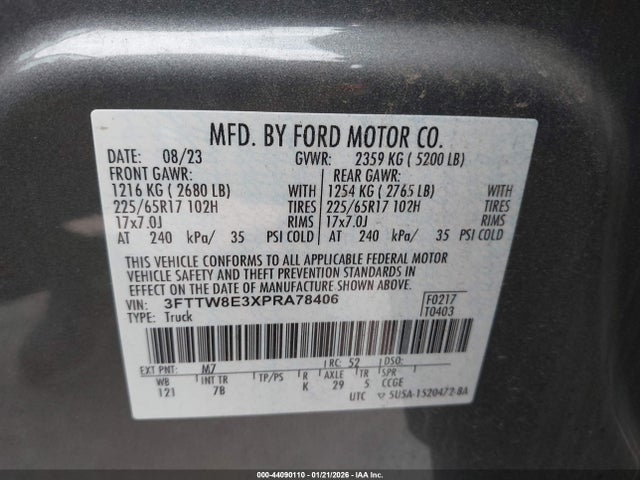 MFD. BY FORD MOTOR CO.
DATE: 08/23 GVWR: 2359 KG ( 5200 LB)
FRONT GAWR: REAR GAWR:
1216 KG ( 2680 LB) WITH 1254 KG ( 2765 LB) WITH
225/65R17 102H TIRES 225/65R17 102H TIRES
17x7.0J RIMS 17x7.0J RIMS
AT 240 kPa/ 35 PSI COLD AT 240 kPa/ 35 PSI COLD
THIS VEHICLE CONFORMS TO ALL APPLICABLE FEDERAL MOTOR
VEHICLE SAFETY AND THEFT PREVENTION STANDARDS IN
EFFECT ON THE DATE OF MANUFACTURE SHOWN ABOVE.
VIN: 3FTTW8E3XPRA78406 F0217
TYPE: Truck T0403
EXT PNT: M7 RC: 52 DSO:
WB INT TR TP/PS R AXLE TR SPR
121 7B K 29 5 CCGE
UTC 5U5A-1520472-BA
000-44090110 - 01/21/2026 - IAA Inc.